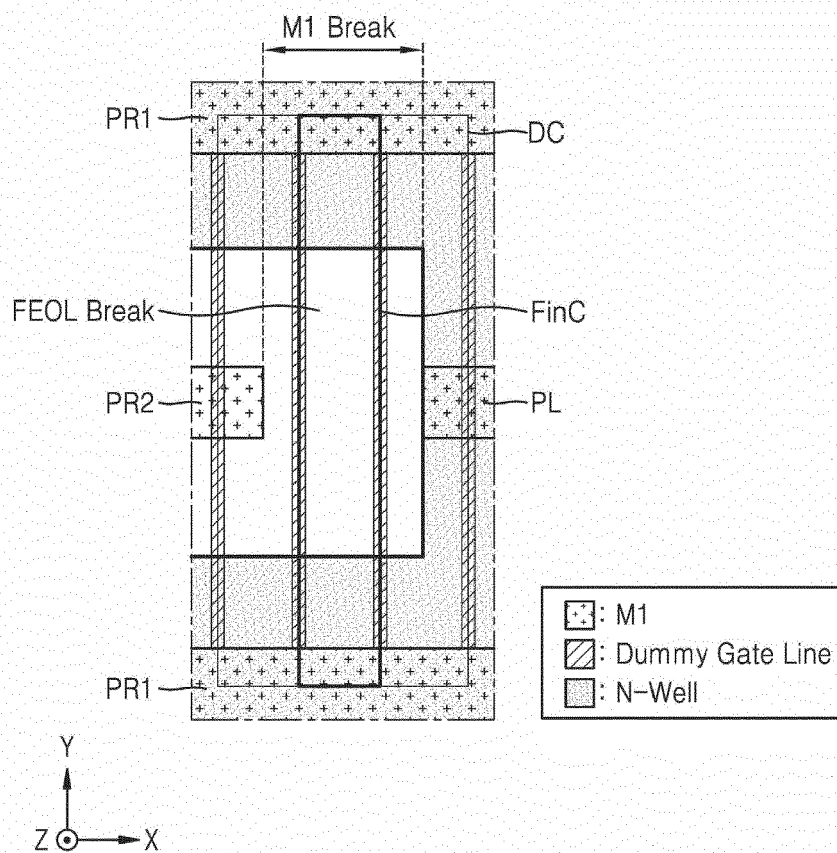 M1 Break
PR1
DC
FEOL Break
FinC
PR2
PL
PR1
: M1
: Dummy Gate Line
: N-Well
Y
Z
X